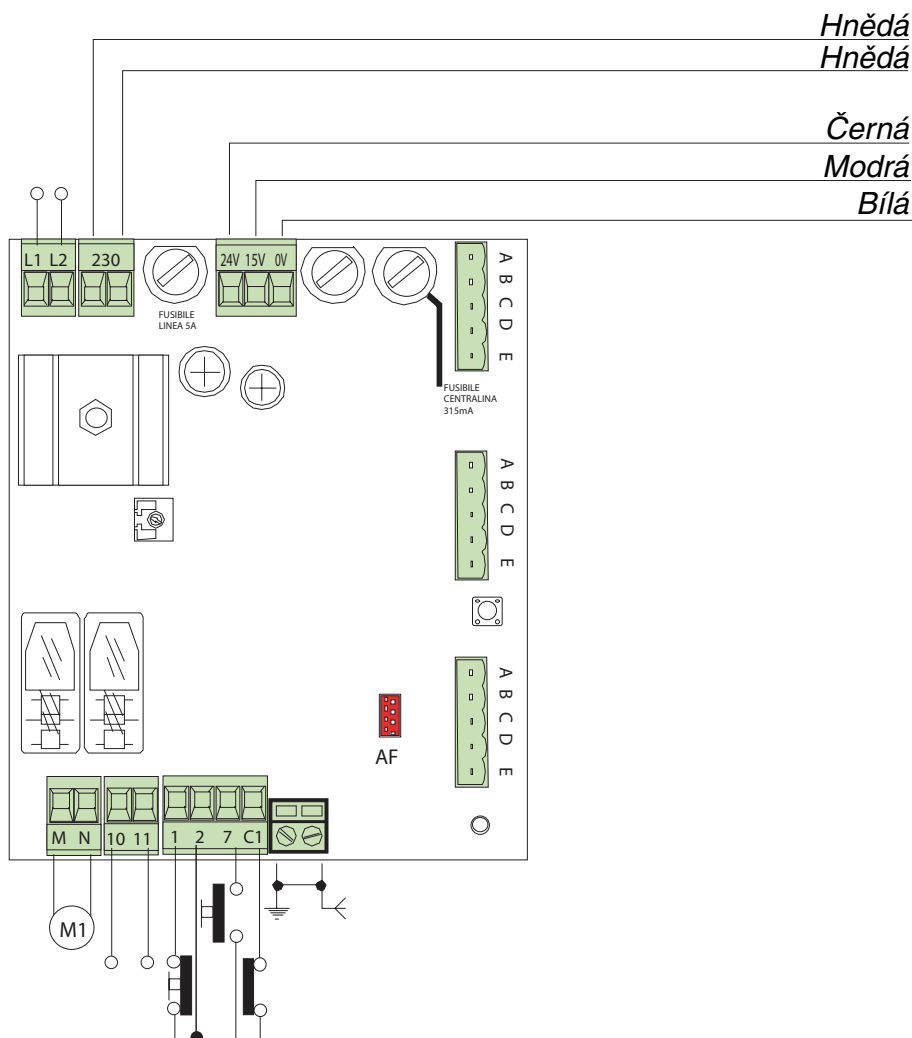 Hnědá
Hnědá
Černá
Modrá
Bílá
L1 L2 230 24V 15V 0V
FUSIBILE
LINEA 5A
A
B
C
D
E
FUSIBILE
CENTRALINA
315mA
A
B
C
D
E
A
B
C
D
E
AF
M N 10 11 1 2 7 C1
M1